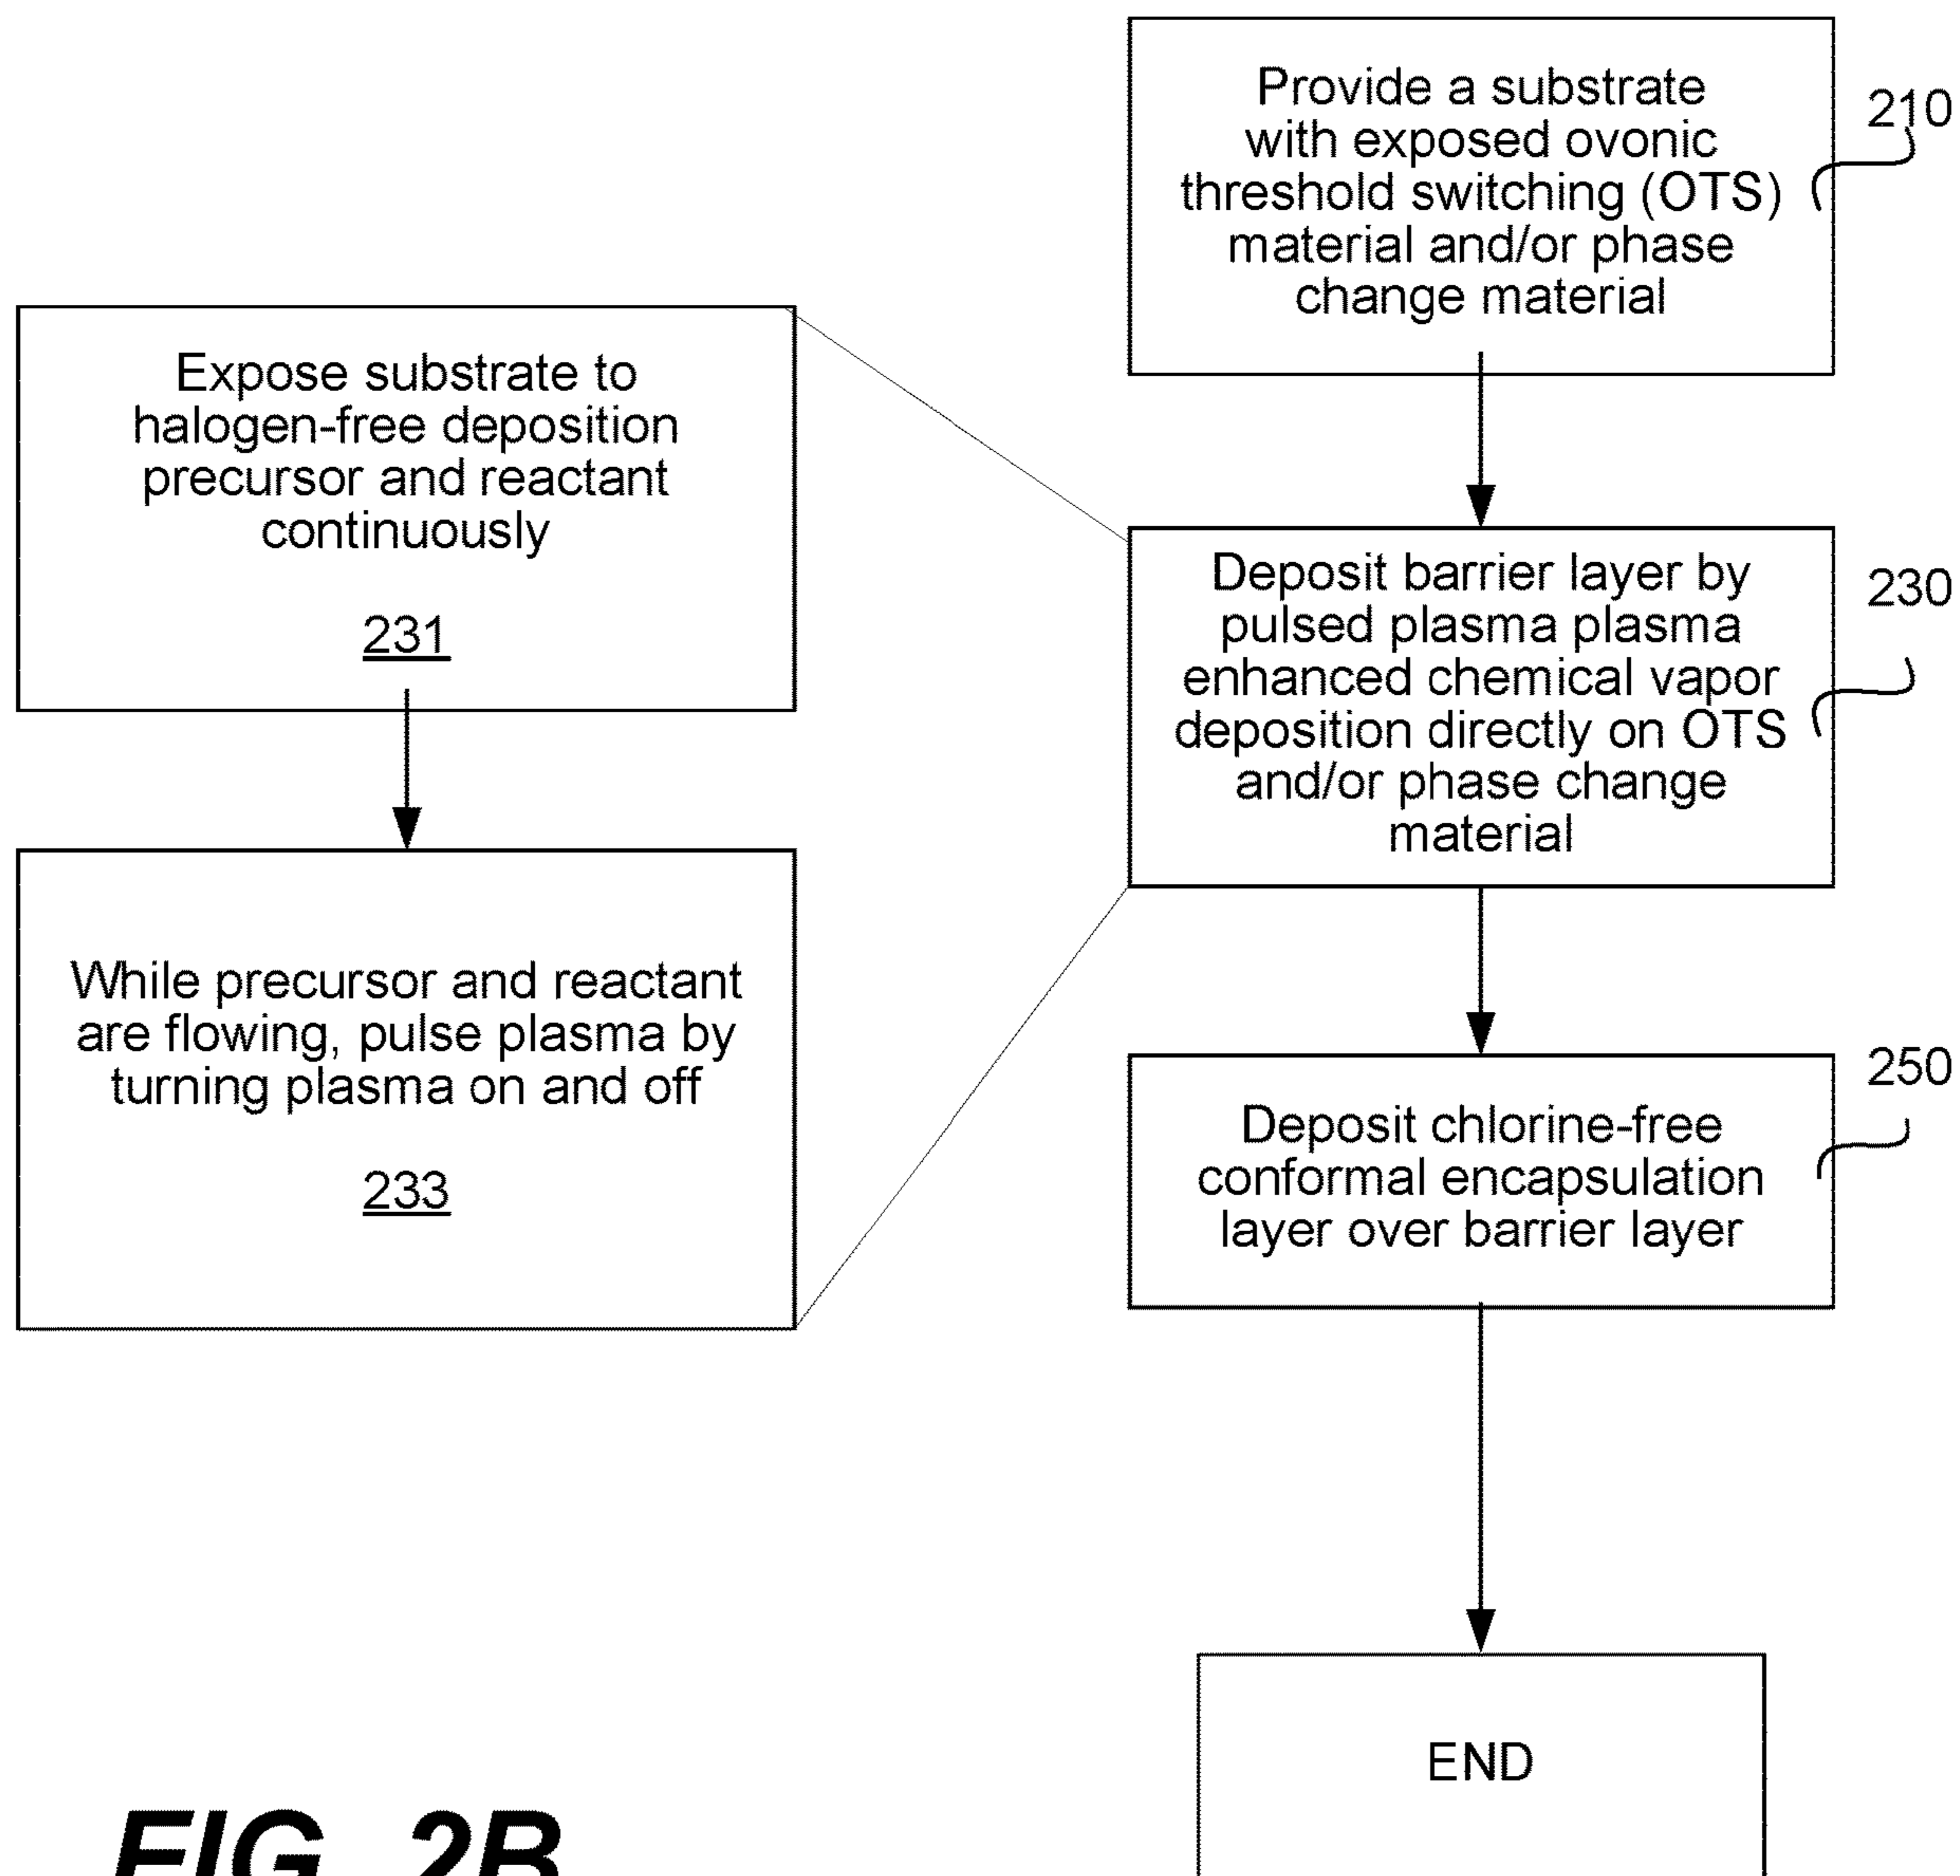 Provide a substrate
with exposed ovonic
threshold switching (OTS)
material and/or phase
change material
210
Expose substrate to
halogen-free deposition
precursor and reactant
continuously
231
Deposit barrier layer by
pulsed plasma plasma
enhanced chemical vapor
deposition directly on OTS
and/or phase change
material
230
While precursor and reactant
are flowing, pulse plasma by
turning plasma on and off
233
Deposit chlorine-free
conformal encapsulation
layer over barrier layer
250
END
FIG. 2B